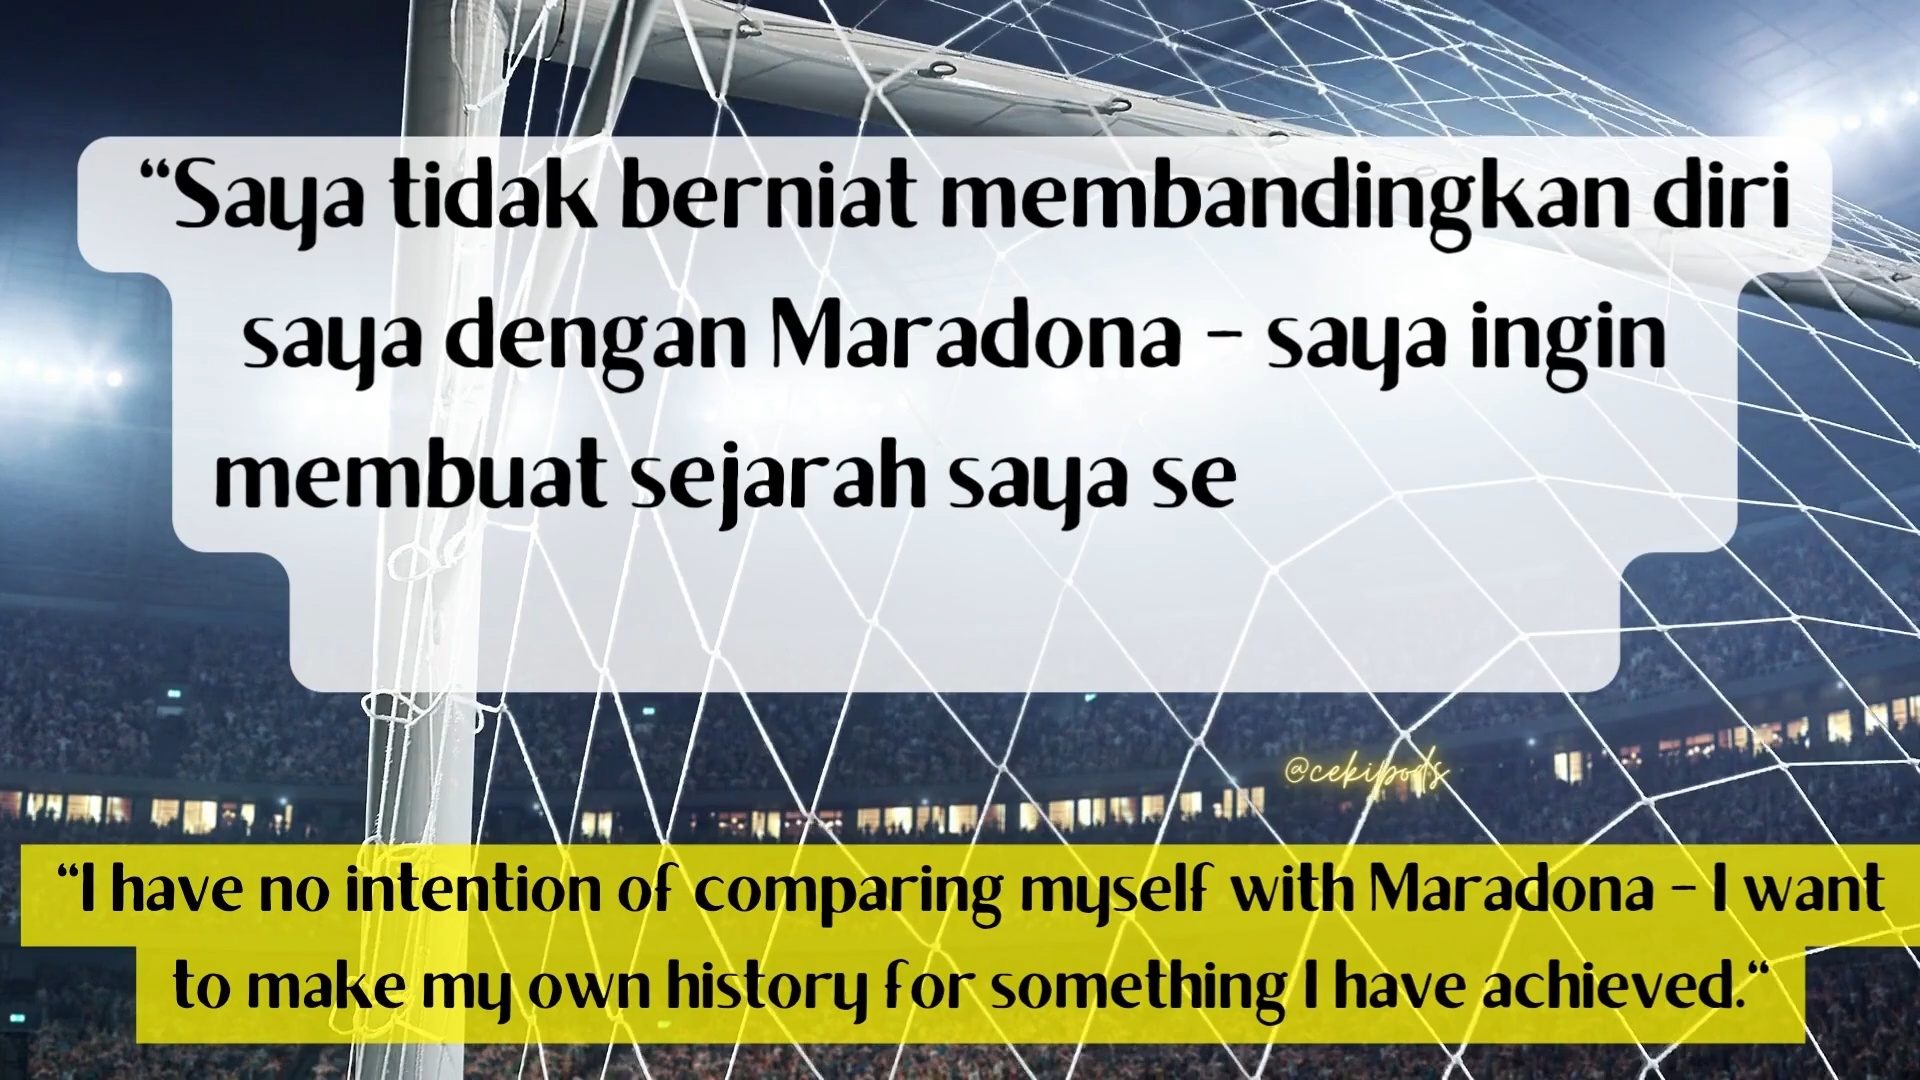 “Saya tidak berniat membandingkan diri
saya dengan Maradona – saya ingin
membuat sejarah saya se
@cekipods
“I have no intention of comparing myself with Maradona – I want
to make my own history for something I have achieved.“